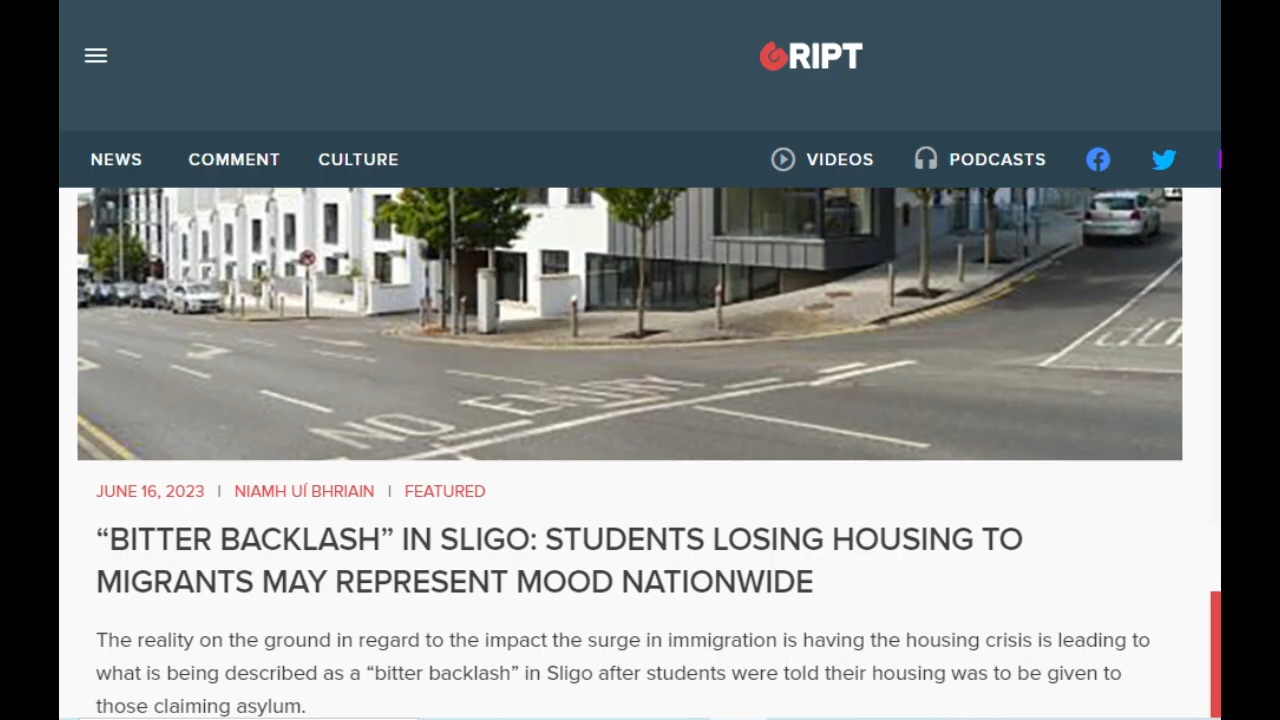 GRIPT
NEWS COMMENT CULTURE VIDEOS PODCASTS
NO ENTRY
JUNE 16, 2023 | NIAMH UÍ BHRIAIN | FEATURED
“BITTER BACKLASH” IN SLIGO: STUDENTS LOSING HOUSING TO
MIGRANTS MAY REPRESENT MOOD NATIONWIDE
The reality on the ground in regard to the impact the surge in immigration is having the housing crisis is leading to
what is being described as a “bitter backlash” in Sligo after students were told their housing was to be given to
those claiming asylum.